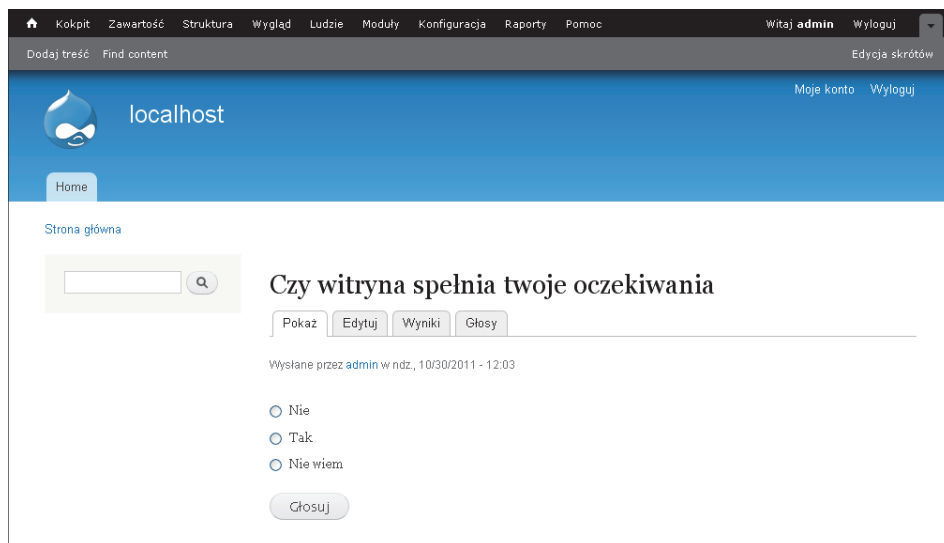 Kokpit Zawartość Struktura Wygląd Ludzie Moduły Konfiguracja Raporty Pomoc Witaj admin Wyloguj
Dodaj treść Find content Edycja skrótów
Moje konto Wyloguj
localhost
Home
Strona główna
Czy witryna spełnia twoje oczekiwania
Pokaż Edytuj Wyniki Głosy
Wysłane przez admin w ndz., 10/30/2011 - 12:03
Nie
Tak
Nie wiem
Głosuj